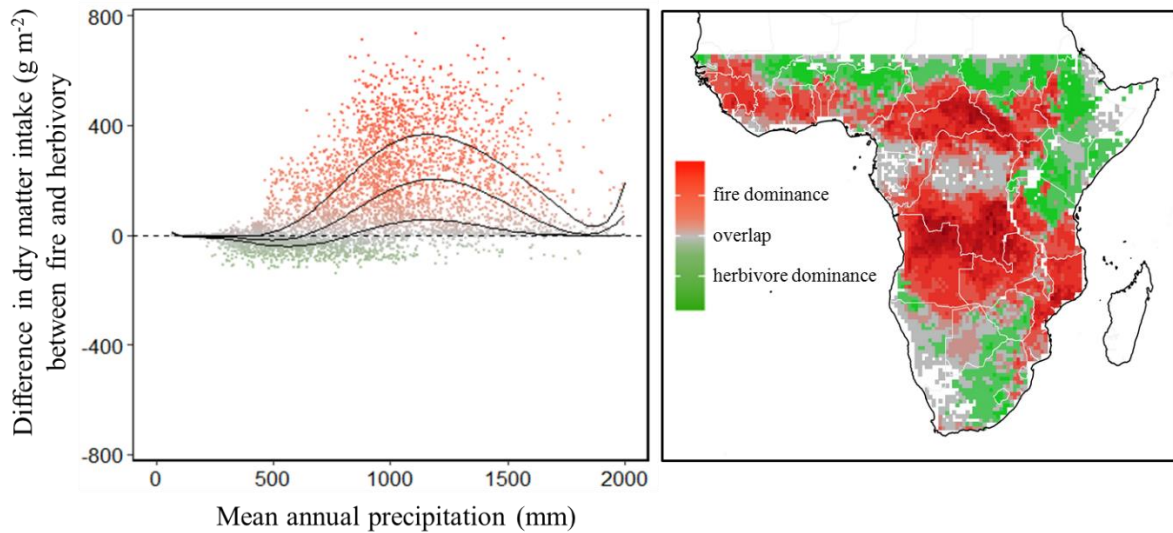 Difference in dry matter intake (g m-2)
between fire and herbivory
800
400
0
-400
-800
0
500
1000
1500
2000
Mean annual precipitation (mm)
fire dominance
overlap
herbivore dominance